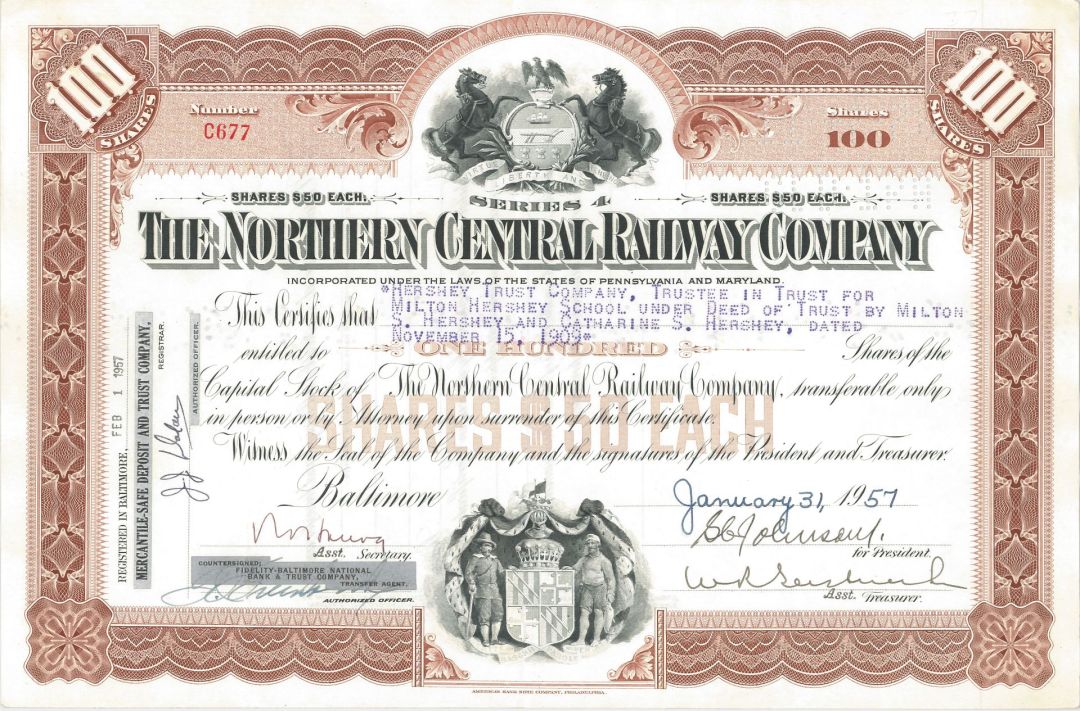 100 SHARES
100 SHARES
Number
C677
Shares
100
VIRTUE LIBERTY AND
SHARES $50 EACH.
SERIES 4
SHARES $50 EACH.
THE NORTHERN CENTRAL RAILWAY COMPANY
INCORPORATED UNDER THE LAWS OF THE STATES OF PENNSYLVANIA AND MARYLAND.
*HERSHEY TRUST COMPANY, TRUSTEE IN TRUST FOR
This Certifies that MILTON HERSHEY SCHOOL UNDER DEED OF TRUST BY MILTON
S. HERSHEY AND CATHARINE S. HERSHEY, DATED
NOVEMBER 15, 1909*
entitled to ONE HUNDRED Shares of the
Capital Stock of The Northern Central Railway Company, transferable only
in person or by Attorney upon surrender of this Certificate.
SHARES $50 EACH
Witness the Seal of the Company and the signatures of the President and Treasurer.
Baltimore January 31, 1957
Asst. Secretary.
for President.
Asst. Treasurer.
COUNTERSIGNED;
FIDELITY-BALTIMORE NATIONAL
BANK & TRUST COMPANY,
TRANSFER AGENT.
AUTHORIZED OFFICER.
REGISTERED IN BALTIMORE, FEB 1 1957
MERCANTILE-SAFE DEPOSIT AND TRUST COMPANY,
REGISTRAR.
AUTHORIZED OFFICER.
AMERICAN BANK NOTE COMPANY, PHILADELPHIA.